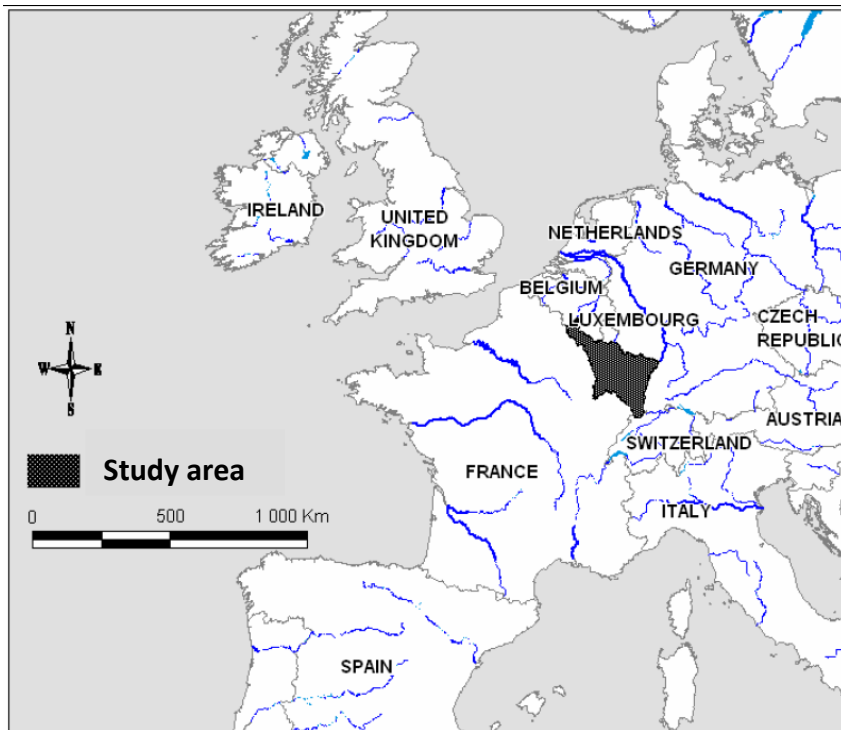 IRELAND
UNITED
KINGDOM
NETHERLANDS
GERMANY
BELGIUM
LUXEMBOURG
CZECH
REPUBLIC
N
W E
S
AUSTRIA
SWITZERLAND
Study area
FRANCE
0 500 1 000 Km
ITALY
SPAIN